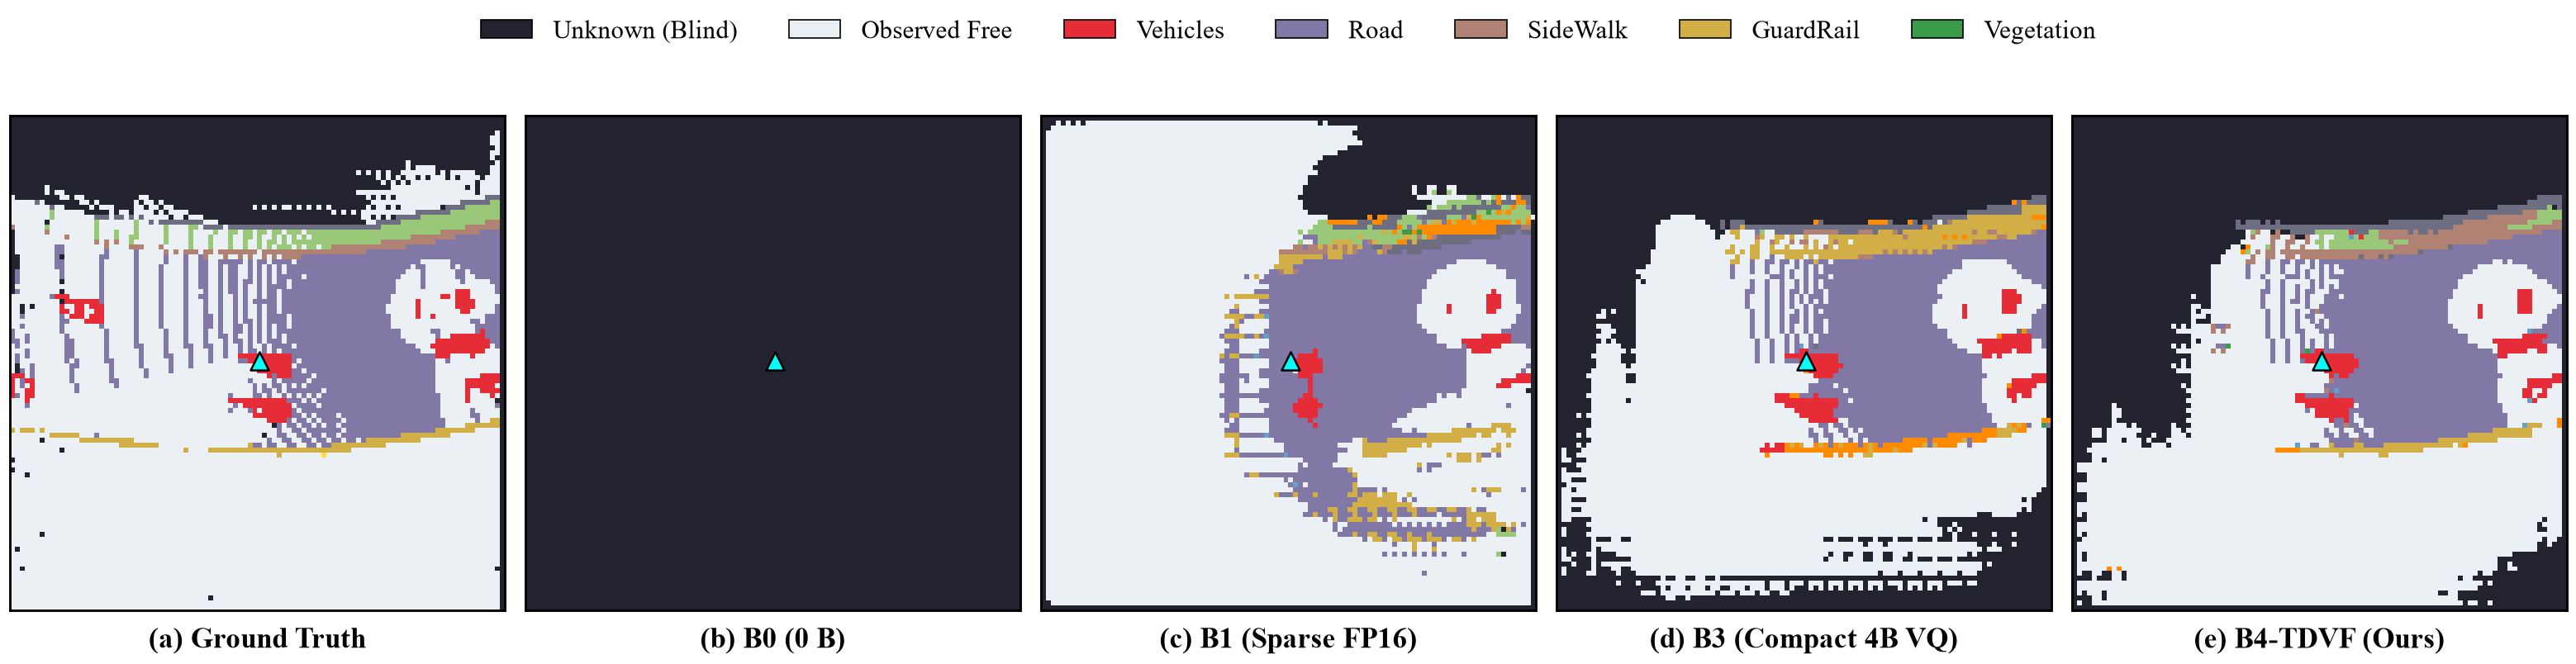 Unknown (Blind) Observed Free Vehicles Road SideWalk GuardRail Vegetation
(a) Ground Truth (b) B0 (0 B) (c) B1 (Sparse FP16) (d) B3 (Compact 4B VQ) (e) B4-TDVF (Ours)